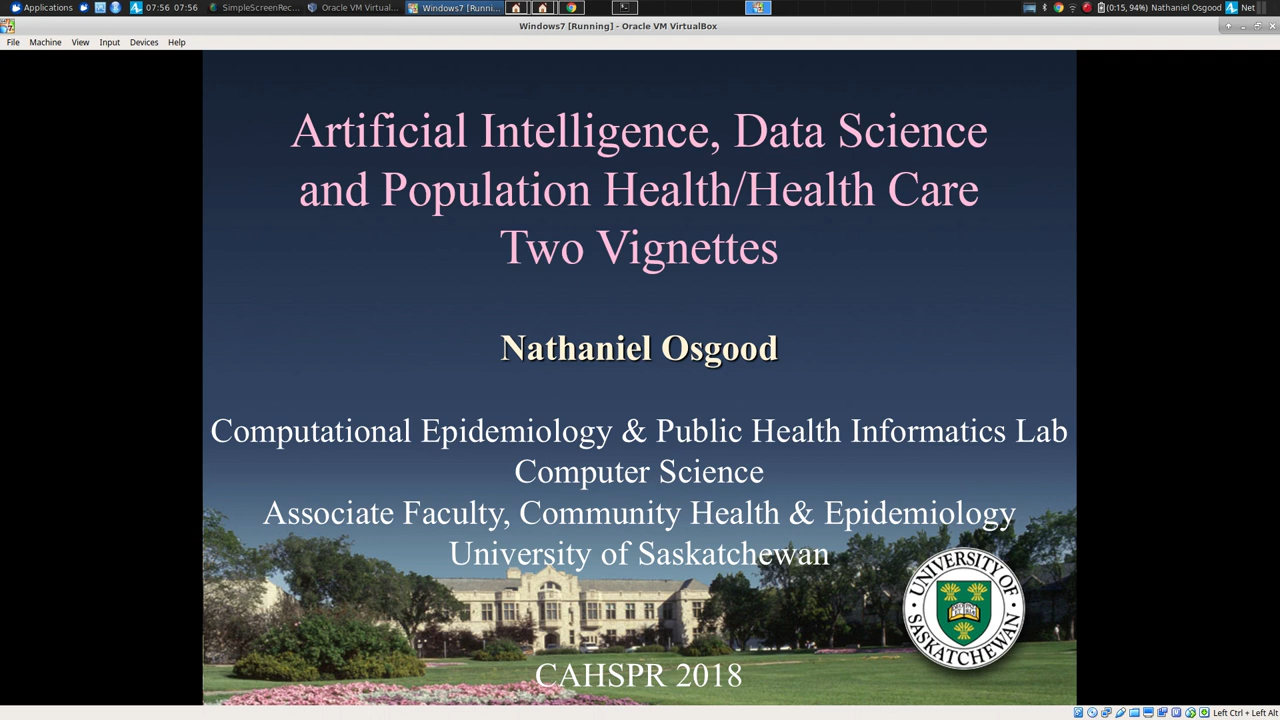 Applications
07:56 07:56
SimpleScreenRec...
Oracle VM Virtual...
Windows7 [Runni...
(0:15, 94%) Nathaniel Osgood
Net
Windows7 [Running] - Oracle VM VirtualBox
File Machine View Input Devices Help
Artificial Intelligence, Data Science
and Population Health/Health Care
Two Vignettes
Nathaniel Osgood
Computational Epidemiology & Public Health Informatics Lab
Computer Science
Associate Faculty, Community Health & Epidemiology
University of Saskatchewan
UNIVERSITY OF
SASKATCHEWAN
CAHSPR 2018
Left Ctrl + Left Alt